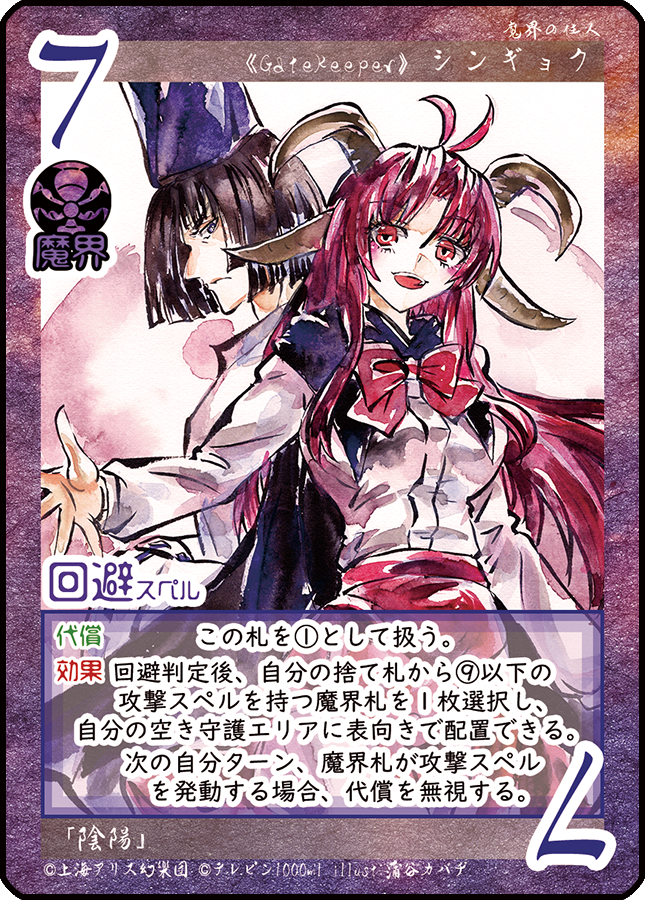 7
魔界の住人
《GateKeeper》 シンギョク
魔界
回避スペル
代償 この札を①として扱う。
効果 回避判定後、自分の捨て札から⑨以下の
攻撃スペルを持つ魔界札を1枚選択し、
自分の空き守護エリアに表向きで配置できる。
次の自分ターン、魔界札が攻撃スペル
を発動する場合、代償を無視する。
7
「陰陽」
©上海アリス幻樂団 ©テレピン1000ml illust:蒲谷カバヂ